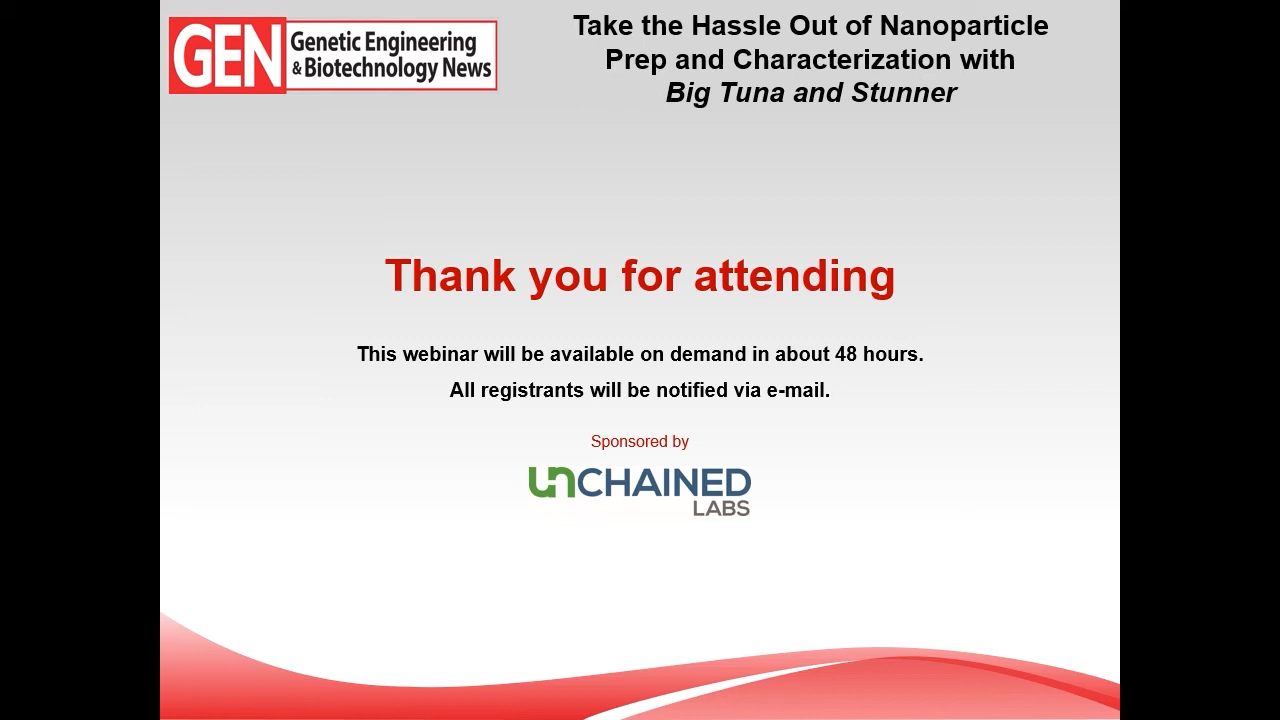 GEN
Genetic Engineering
& Biotechnology News
Take the Hassle Out of Nanoparticle
Prep and Characterization with
Big Tuna and Stunner
Thank you for attending
This webinar will be available on demand in about 48 hours.
All registrants will be notified via e-mail.
Sponsored by
UNCHAINED
LABS